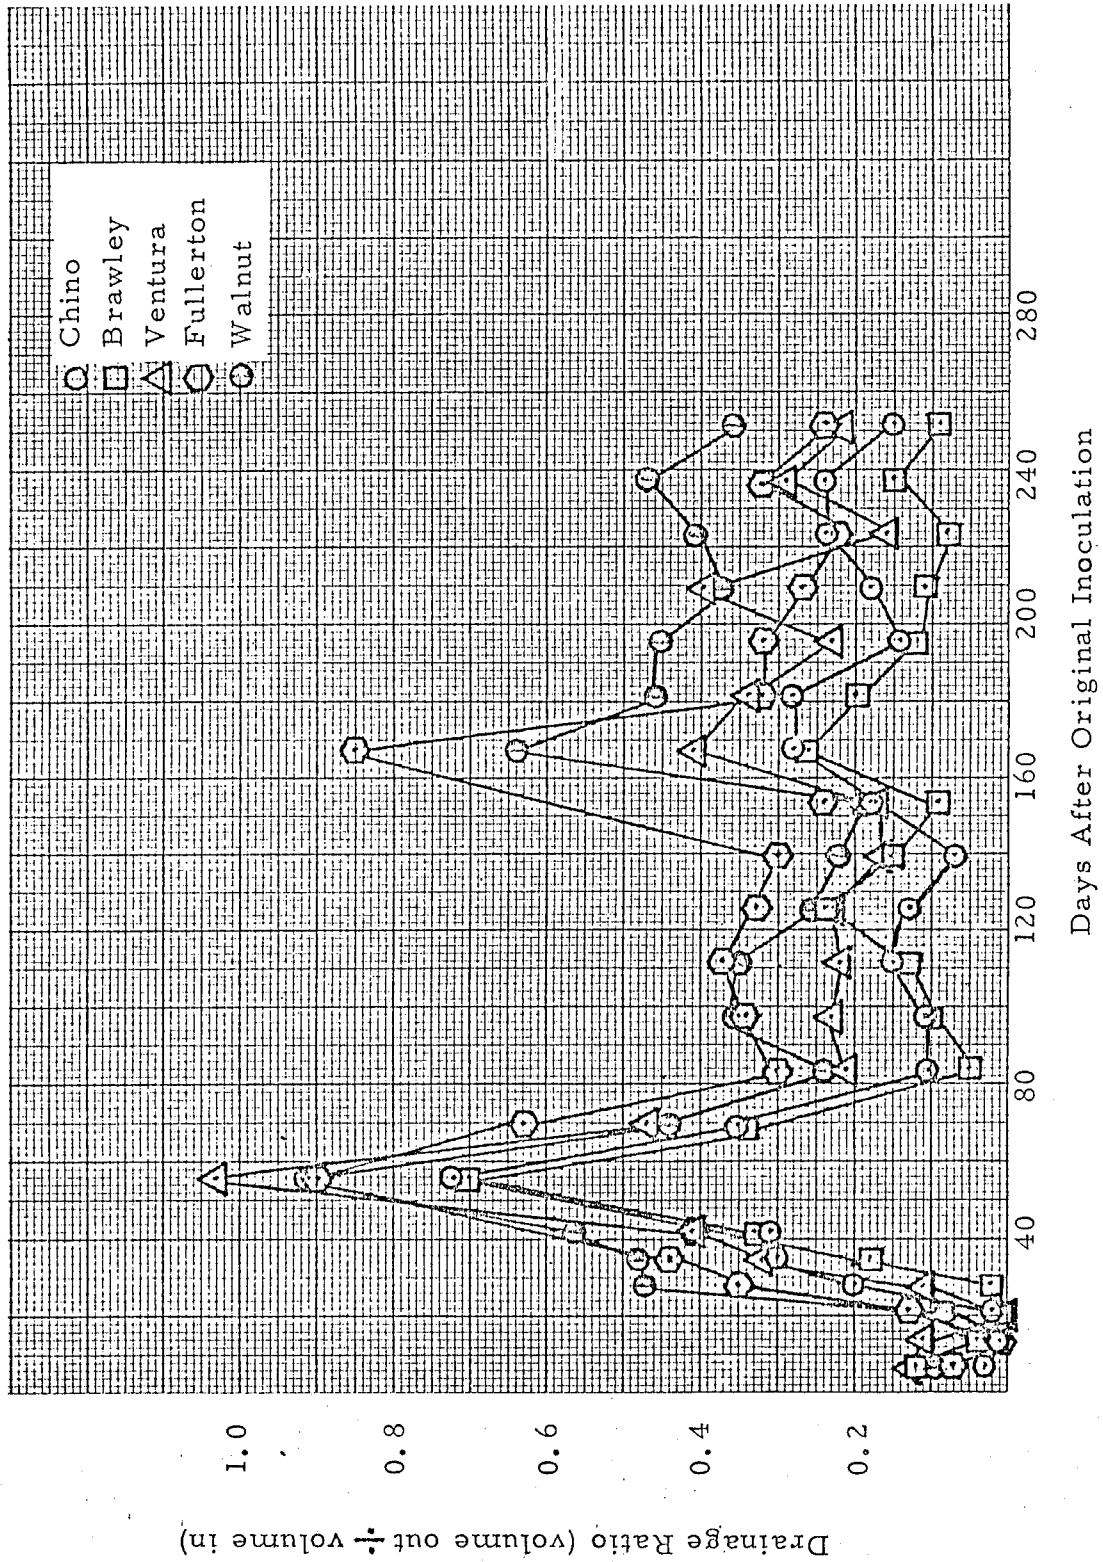 Chino
Brawley
Ventura
Fullerton
Walnut
1.0
0.8
0.6
0.4
0.2
40
80
120
160
200
240
280
Drainage Ratio (volume out ÷ volume in)
Days After Original Inoculation